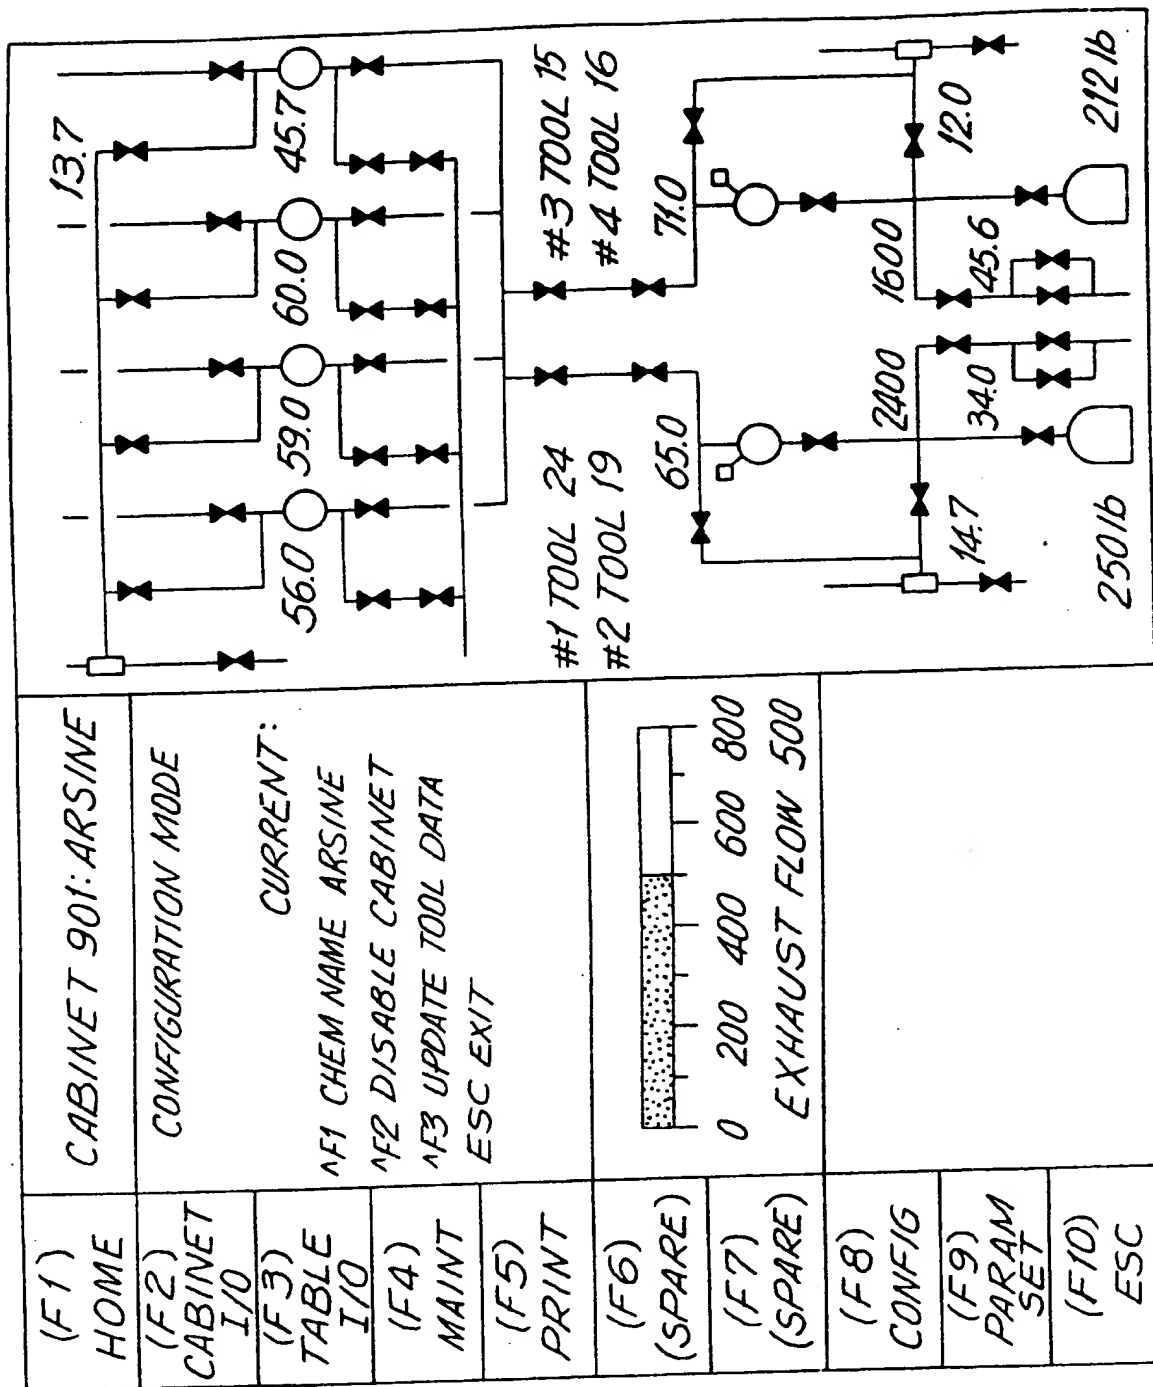 (F1)
HOME
(F2)
CABINET
I/O
(F3)
TABLE
I/O
(F4)
MAINT
(F5)
PRINT
(F6)
(SPARE)
(F7)
(SPARE)
(F8)
CONFIG
(F9)
PARAM
SET
(F10)
ESC
CABINET 901: ARSINE
CONFIGURATION MODE
CURRENT:
^F1 CHEM NAME ARSINE
^F2 DISABLE CABINET
^F3 UPDATE TOOL DATA
ESC EXIT
0 200 400 600 800
EXHAUST FLOW 500
13.7
56.0
59.0
60.0
45.7
#1 TOOL 24
#2 TOOL 19
#3 TOOL 15
#4 TOOL 16
65.0
71.0
2400
1600
14.7
34.0
45.6
12.0
250 lb
212 lb